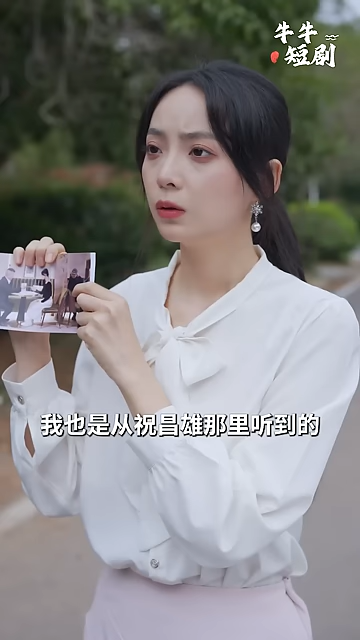 牛牛
短剧
我也是从祝昌雄那里听到的